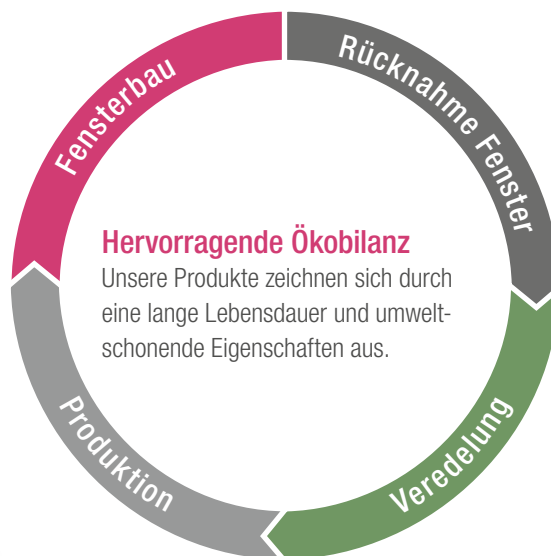 Fensterbau
Rücknahme Fenster
Hervorragende Ökobilanz
Unsere Produkte zeichnen sich durch
eine lange Lebensdauer und umwelt-
schonende Eigenschaften aus.
Produktion
Veredelung